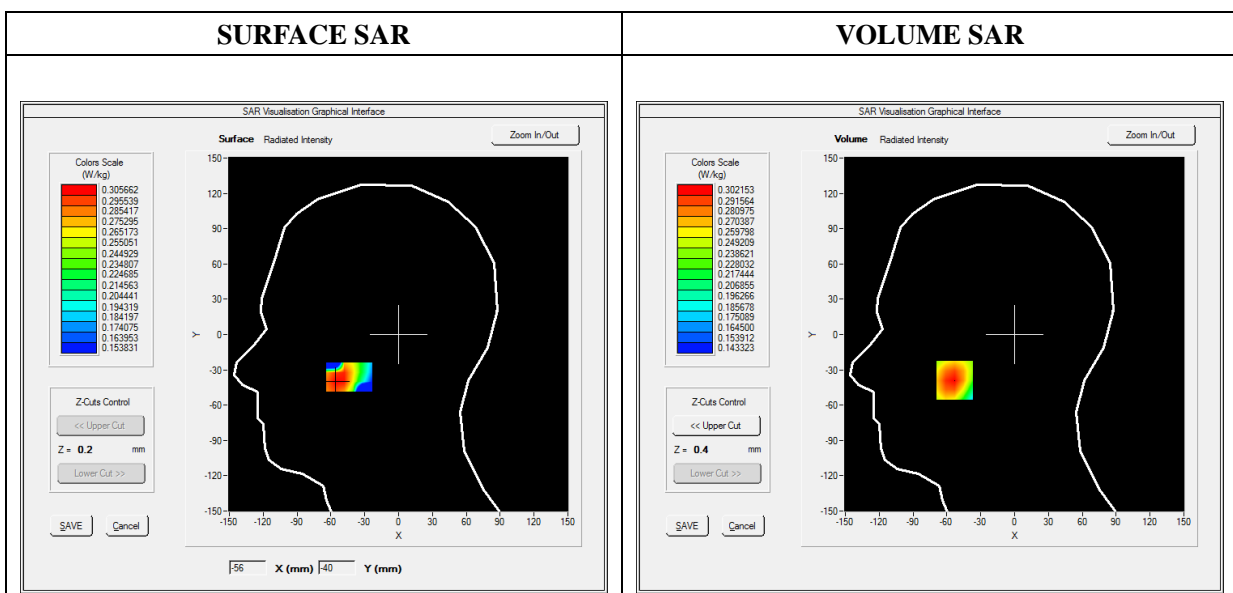 SURFACE SAR
VOLUME SAR
SAR Visualisation Graphical Interface
Surface Radiated Intensity
Zoom In/Out
Colors Scale
(W/kg)
0.305662
0.295539
0.285417
0.275295
0.265173
0.255051
0.244929
0.234807
0.224685
0.214563
0.204441
0.194319
0.184197
0.174075
0.163953
0.153831
Z-Cuts Control
<< Upper Cut
Z = 0.2 mm
Lower Cut >>
SAVE Cancel
150-
120-
90-
60-
30-
Y 0-
-30-
-60-
-90-
-120-
-150-
-150 -120 -90 -60 -30 0 30 60 90 120 150
X
-56 X (mm) -40 Y (mm)
SAR Visualisation Graphical Interface
Volume Radiated Intensity
Zoom In/Out
Colors Scale
(W/kg)
0.302153
0.291564
0.280975
0.270387
0.259798
0.249209
0.238621
0.228032
0.217444
0.206855
0.196266
0.185678
0.175089
0.164500
0.153912
0.143323
Z-Cuts Control
<< Upper Cut
Z = 0.4 mm
Lower Cut >>
SAVE Cancel
150-
120-
90-
60-
30-
Y 0-
-30-
-60-
-90-
-120-
-150-
-150 -120 -90 -60 -30 0 30 60 90 120 150
X